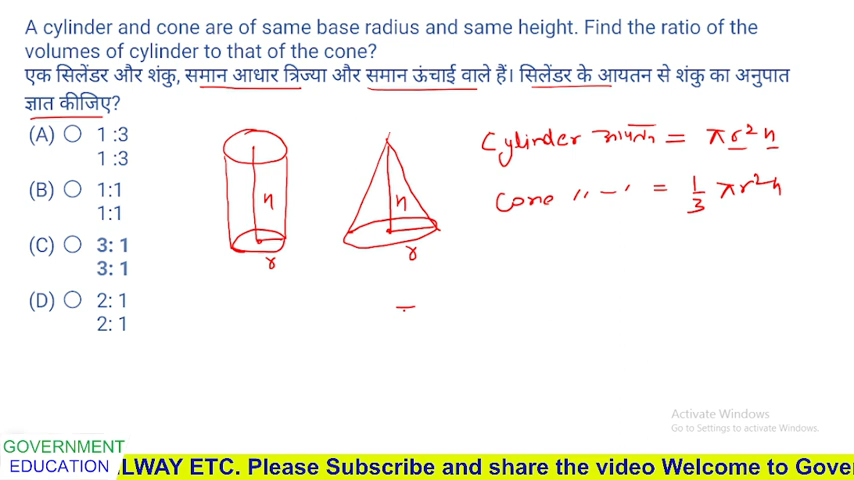 A cylinder and cone are of same base radius and same height. Find the ratio of the
volumes of cylinder to that of the cone?
एक सिलेंडर और शंकु, समान आधार त्रिज्या और समान ऊंचाई वाले हैं। सिलेंडर के आयतन से शंकु का अनुपात
ज्ञात कीजिए?
(A) 1 :3
1 :3
(B) 1:1
1:1
(C) 3: 1
3: 1
(D) 2: 1
2: 1
h
r
h
r
Cylinder आयतन = πr²h
Cone 〃 — 〃 = 1/3 πr²h
Activate Windows
Go to Settings to activate Windows.
GOVERNMENT
EDUCATION
LWAY ETC. Please Subscribe and share the video Welcome to Gove